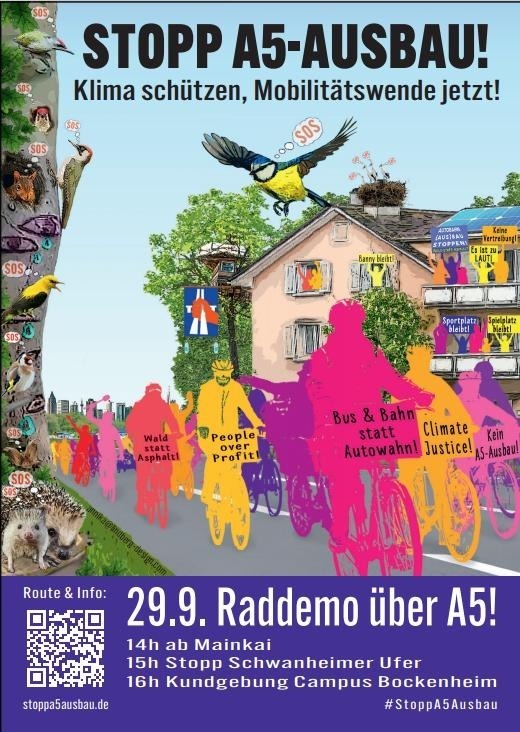 STOPP A5-AUSBAU!
Klima schützen, Mobilitätswende jetzt!
SOS
SOS
SOS
SOS
SOS
SOS
SOS
SOS
SOS
SOS
AUTOBAHN
(AUS)BAU
STOPPEN!
Keine
Vertreibung!
Es ist zu
LAUT!
Banny bleibt!
Sportplatz
bleibt!
Spielplatz
bleibt!
Wald
statt
Asphalt!
People
over
Profit!
Bus & Bahn
statt
Autowahn!
Climate
Justice!
Kein
A5-Ausbau!
Route & Info:
29.9. Raddemo über A5!
14h ab Mainkai
15h Stopp Schwanheimer Ufer
16h Kundgebung Campus Bockenheim
stoppa5ausbau.de
#StoppA5Ausbau